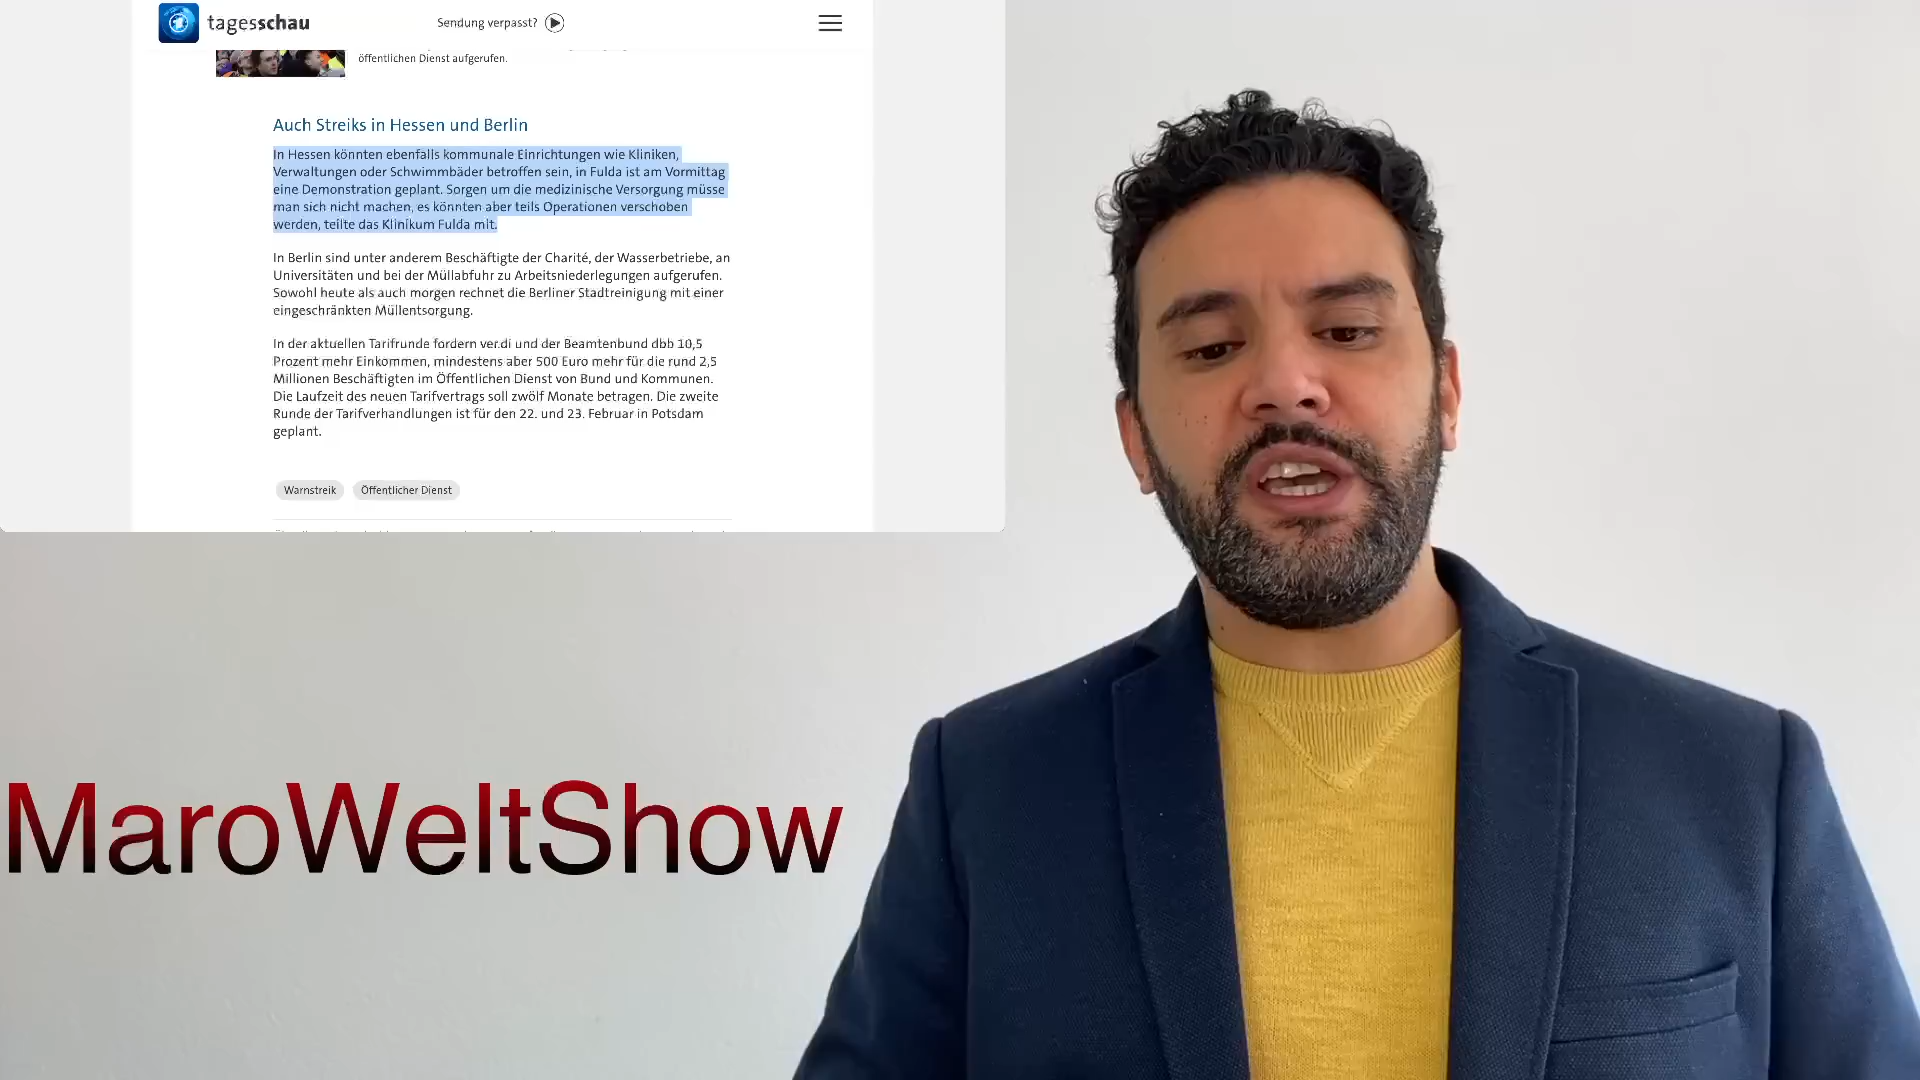 tagesschau
Sendung verpasst?
öffentlichen Dienst aufgerufen.
Auch Streiks in Hessen und Berlin
In Hessen könnten ebenfalls kommunale Einrichtungen wie Kliniken,
Verwaltungen oder Schwimmbäder betroffen sein, in Fulda ist am Vormittag
eine Demonstration geplant. Sorgen um die medizinische Versorgung müsse
man sich nicht machen, es könnten aber teils Operationen verschoben
werden, teilte das Klinikum Fulda mit.
In Berlin sind unter anderem Beschäftigte der Charité, der Wasserbetriebe, an
Universitäten und bei der Müllabfuhr zu Arbeitsniederlegungen aufgerufen.
Sowohl heute als auch morgen rechnet die Berliner Stadtreinigung mit einer
eingeschränkten Müllentsorgung.
In der aktuellen Tarifrunde fordern ver.di und der Beamtenbund dbb 10,5
Prozent mehr Einkommen, mindestens aber 500 Euro mehr für die rund 2,5
Millionen Beschäftigten im Öffentlichen Dienst von Bund und Kommunen.
Die Laufzeit des neuen Tarifvertrags soll zwölf Monate betragen. Die zweite
Runde der Tarifverhandlungen ist für den 22. und 23. Februar in Potsdam
geplant.
Warnstreik
Öffentlicher Dienst
MaroWeltShow